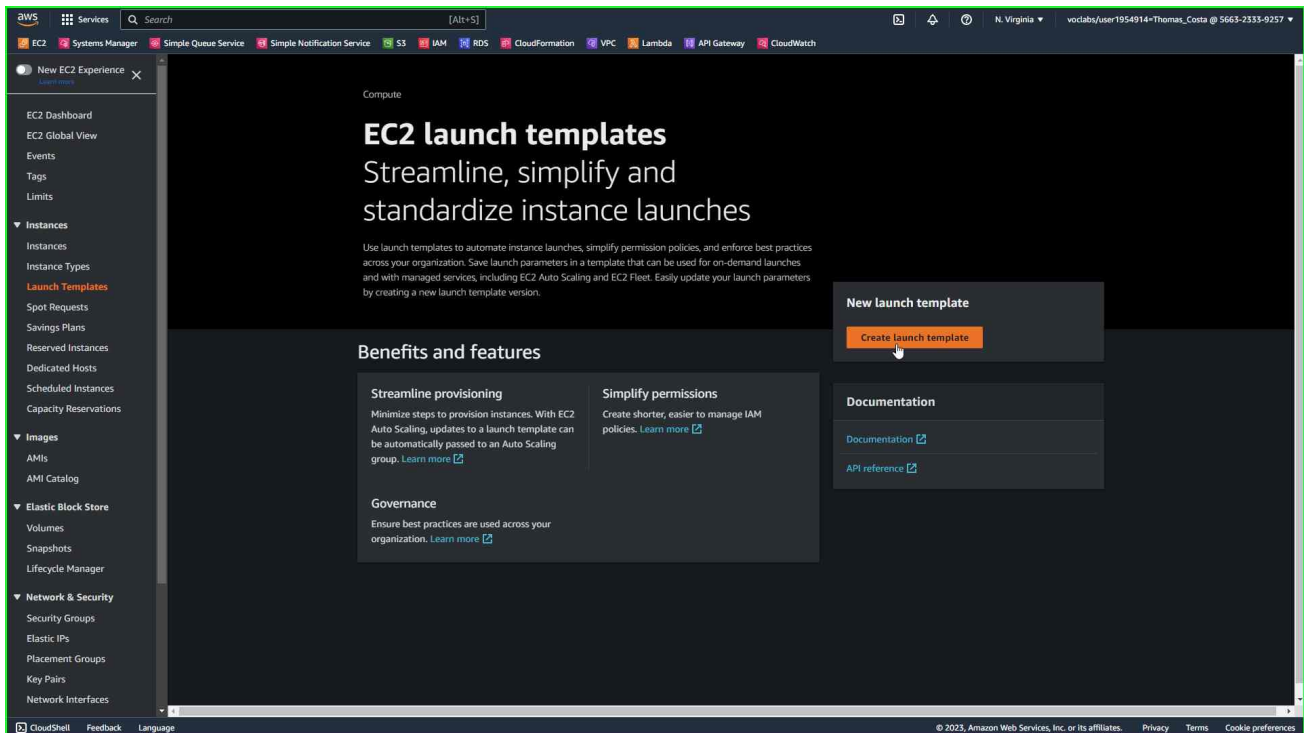 aws
Services
Search
[Alt+S]
N. Virginia ▼
voclabs/user1954914=Thomas_Costa @ 5663-2333-9257 ▼
EC2
Systems Manager
Simple Queue Service
Simple Notification Service
S3
IAM
RDS
CloudFormation
VPC
Lambda
API Gateway
CloudWatch
New EC2 Experience
Learn more
EC2 Dashboard
EC2 Global View
Events
Tags
Limits
▼ Instances
Instances
Instance Types
Launch Templates
Spot Requests
Savings Plans
Reserved Instances
Dedicated Hosts
Scheduled Instances
Capacity Reservations
▼ Images
AMIs
AMI Catalog
▼ Elastic Block Store
Volumes
Snapshots
Lifecycle Manager
▼ Network & Security
Security Groups
Elastic IPs
Placement Groups
Key Pairs
Network Interfaces
Compute
EC2 launch templates
Streamline, simplify and
standardize instance launches
Use launch templates to automate instance launches, simplify permission policies, and enforce best practices
across your organization. Save launch parameters in a template that can be used for on-demand launches
and with managed services, including EC2 Auto Scaling and EC2 Fleet. Easily update your launch parameters
by creating a new launch template version.
New launch template
Create launch template
Benefits and features
Streamline provisioning
Minimize steps to provision instances. With EC2
Auto Scaling, updates to a launch template can
be automatically passed to an Auto Scaling
group. Learn more
Simplify permissions
Create shorter, easier to manage IAM
policies. Learn more
Governance
Ensure best practices are used across your
organization. Learn more
Documentation
Documentation
API reference
CloudShell
Feedback
Language
© 2023, Amazon Web Services, Inc. or its affiliates.
Privacy
Terms
Cookie preferences